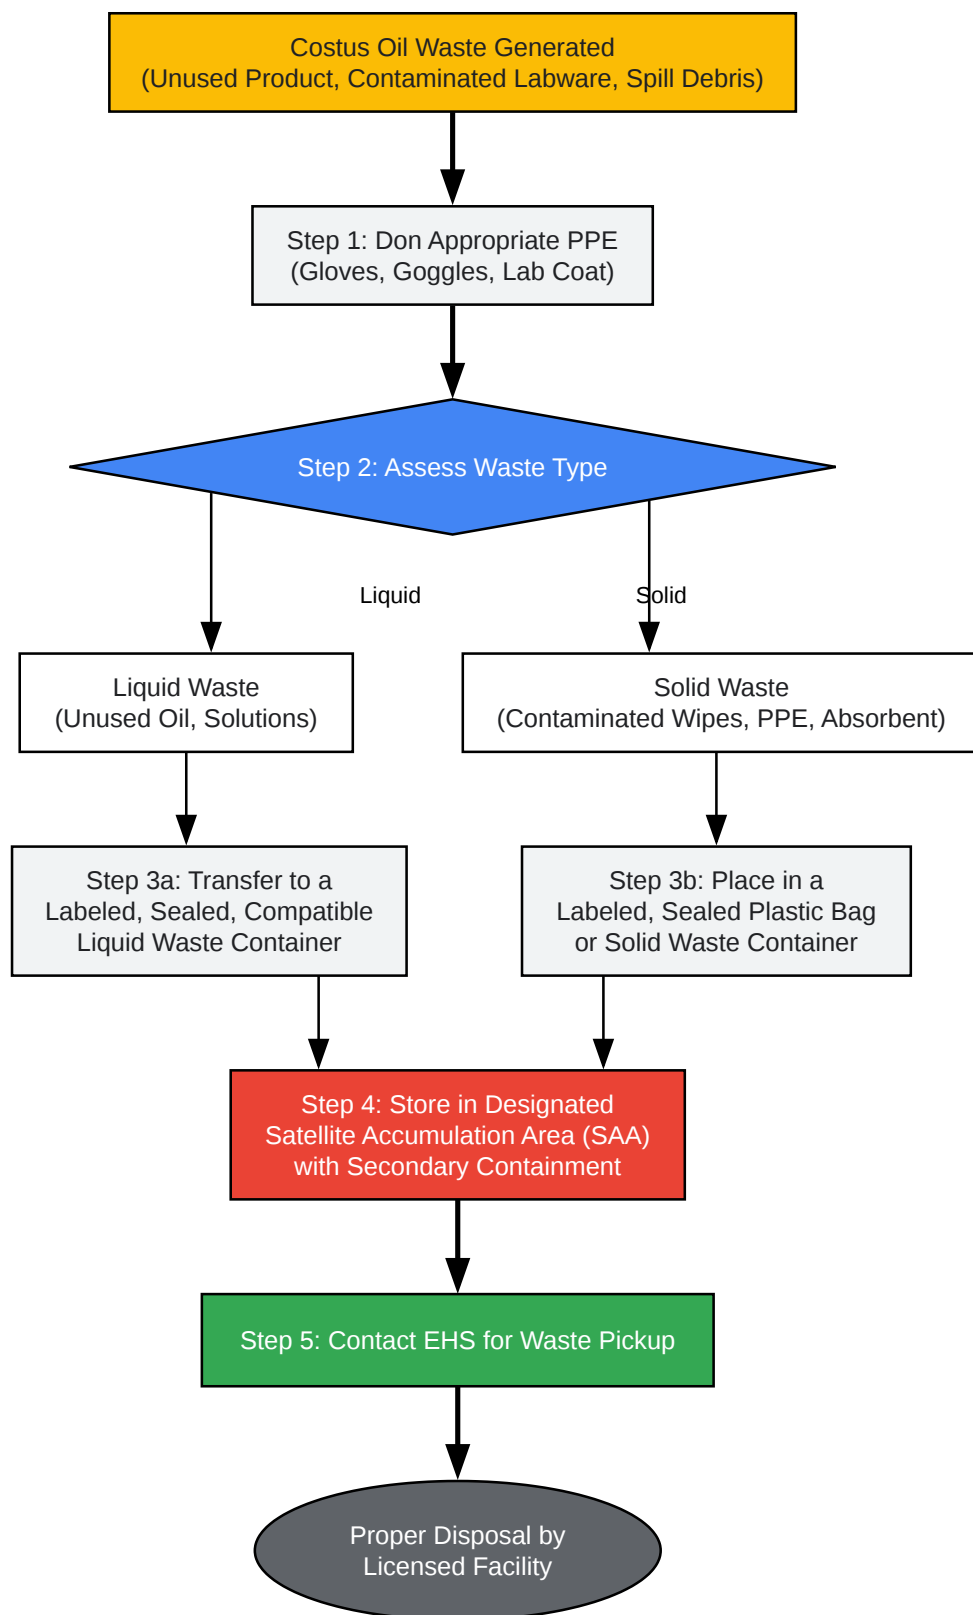 Costus Oil Waste Generated
(Unused Product, Contaminated Labware, Spill Debris)
Step 1: Don Appropriate PPE
(Gloves, Goggles, Lab Coat)
Step 2: Assess Waste Type
Liquid
Solid
Liquid Waste
(Unused Oil, Solutions)
Solid Waste
(Contaminated Wipes, PPE, Absorbent)
Step 3a: Transfer to a
Labeled, Sealed, Compatible
Liquid Waste Container
Step 3b: Place in a
Labeled, Sealed Plastic Bag
or Solid Waste Container
Step 4: Store in Designated
Satellite Accumulation Area (SAA)
with Secondary Containment
Step 5: Contact EHS for Waste Pickup
Proper Disposal by
Licensed Facility